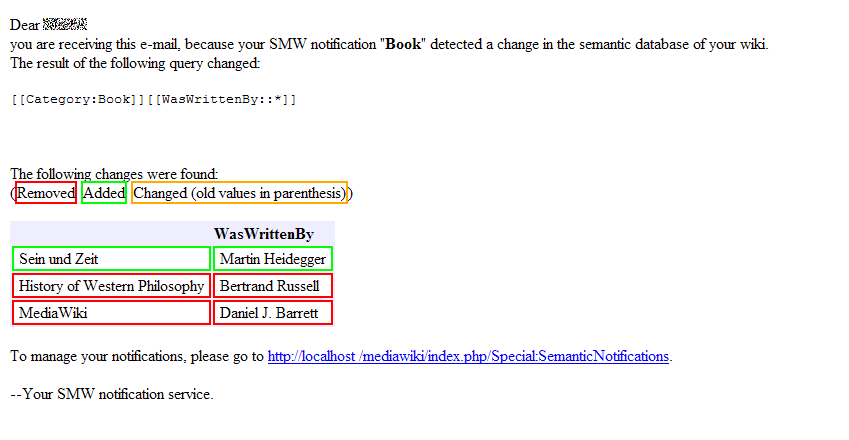 Dear
you are receiving this e-mail, because your SMW notification "Book" detected a change in the semantic database of your wiki.
The result of the following query changed:
[[Category:Book]][[WasWrittenBy::*]]
The following changes were found:
(Removed Added Changed (old values in parenthesis))
WasWrittenBy
Sein und Zeit Martin Heidegger
History of Western Philosophy Bertrand Russell
MediaWiki Daniel J. Barrett
To manage your notifications, please go to http://localhost /mediawiki/index.php/Special:SemanticNotifications.
--Your SMW notification service.